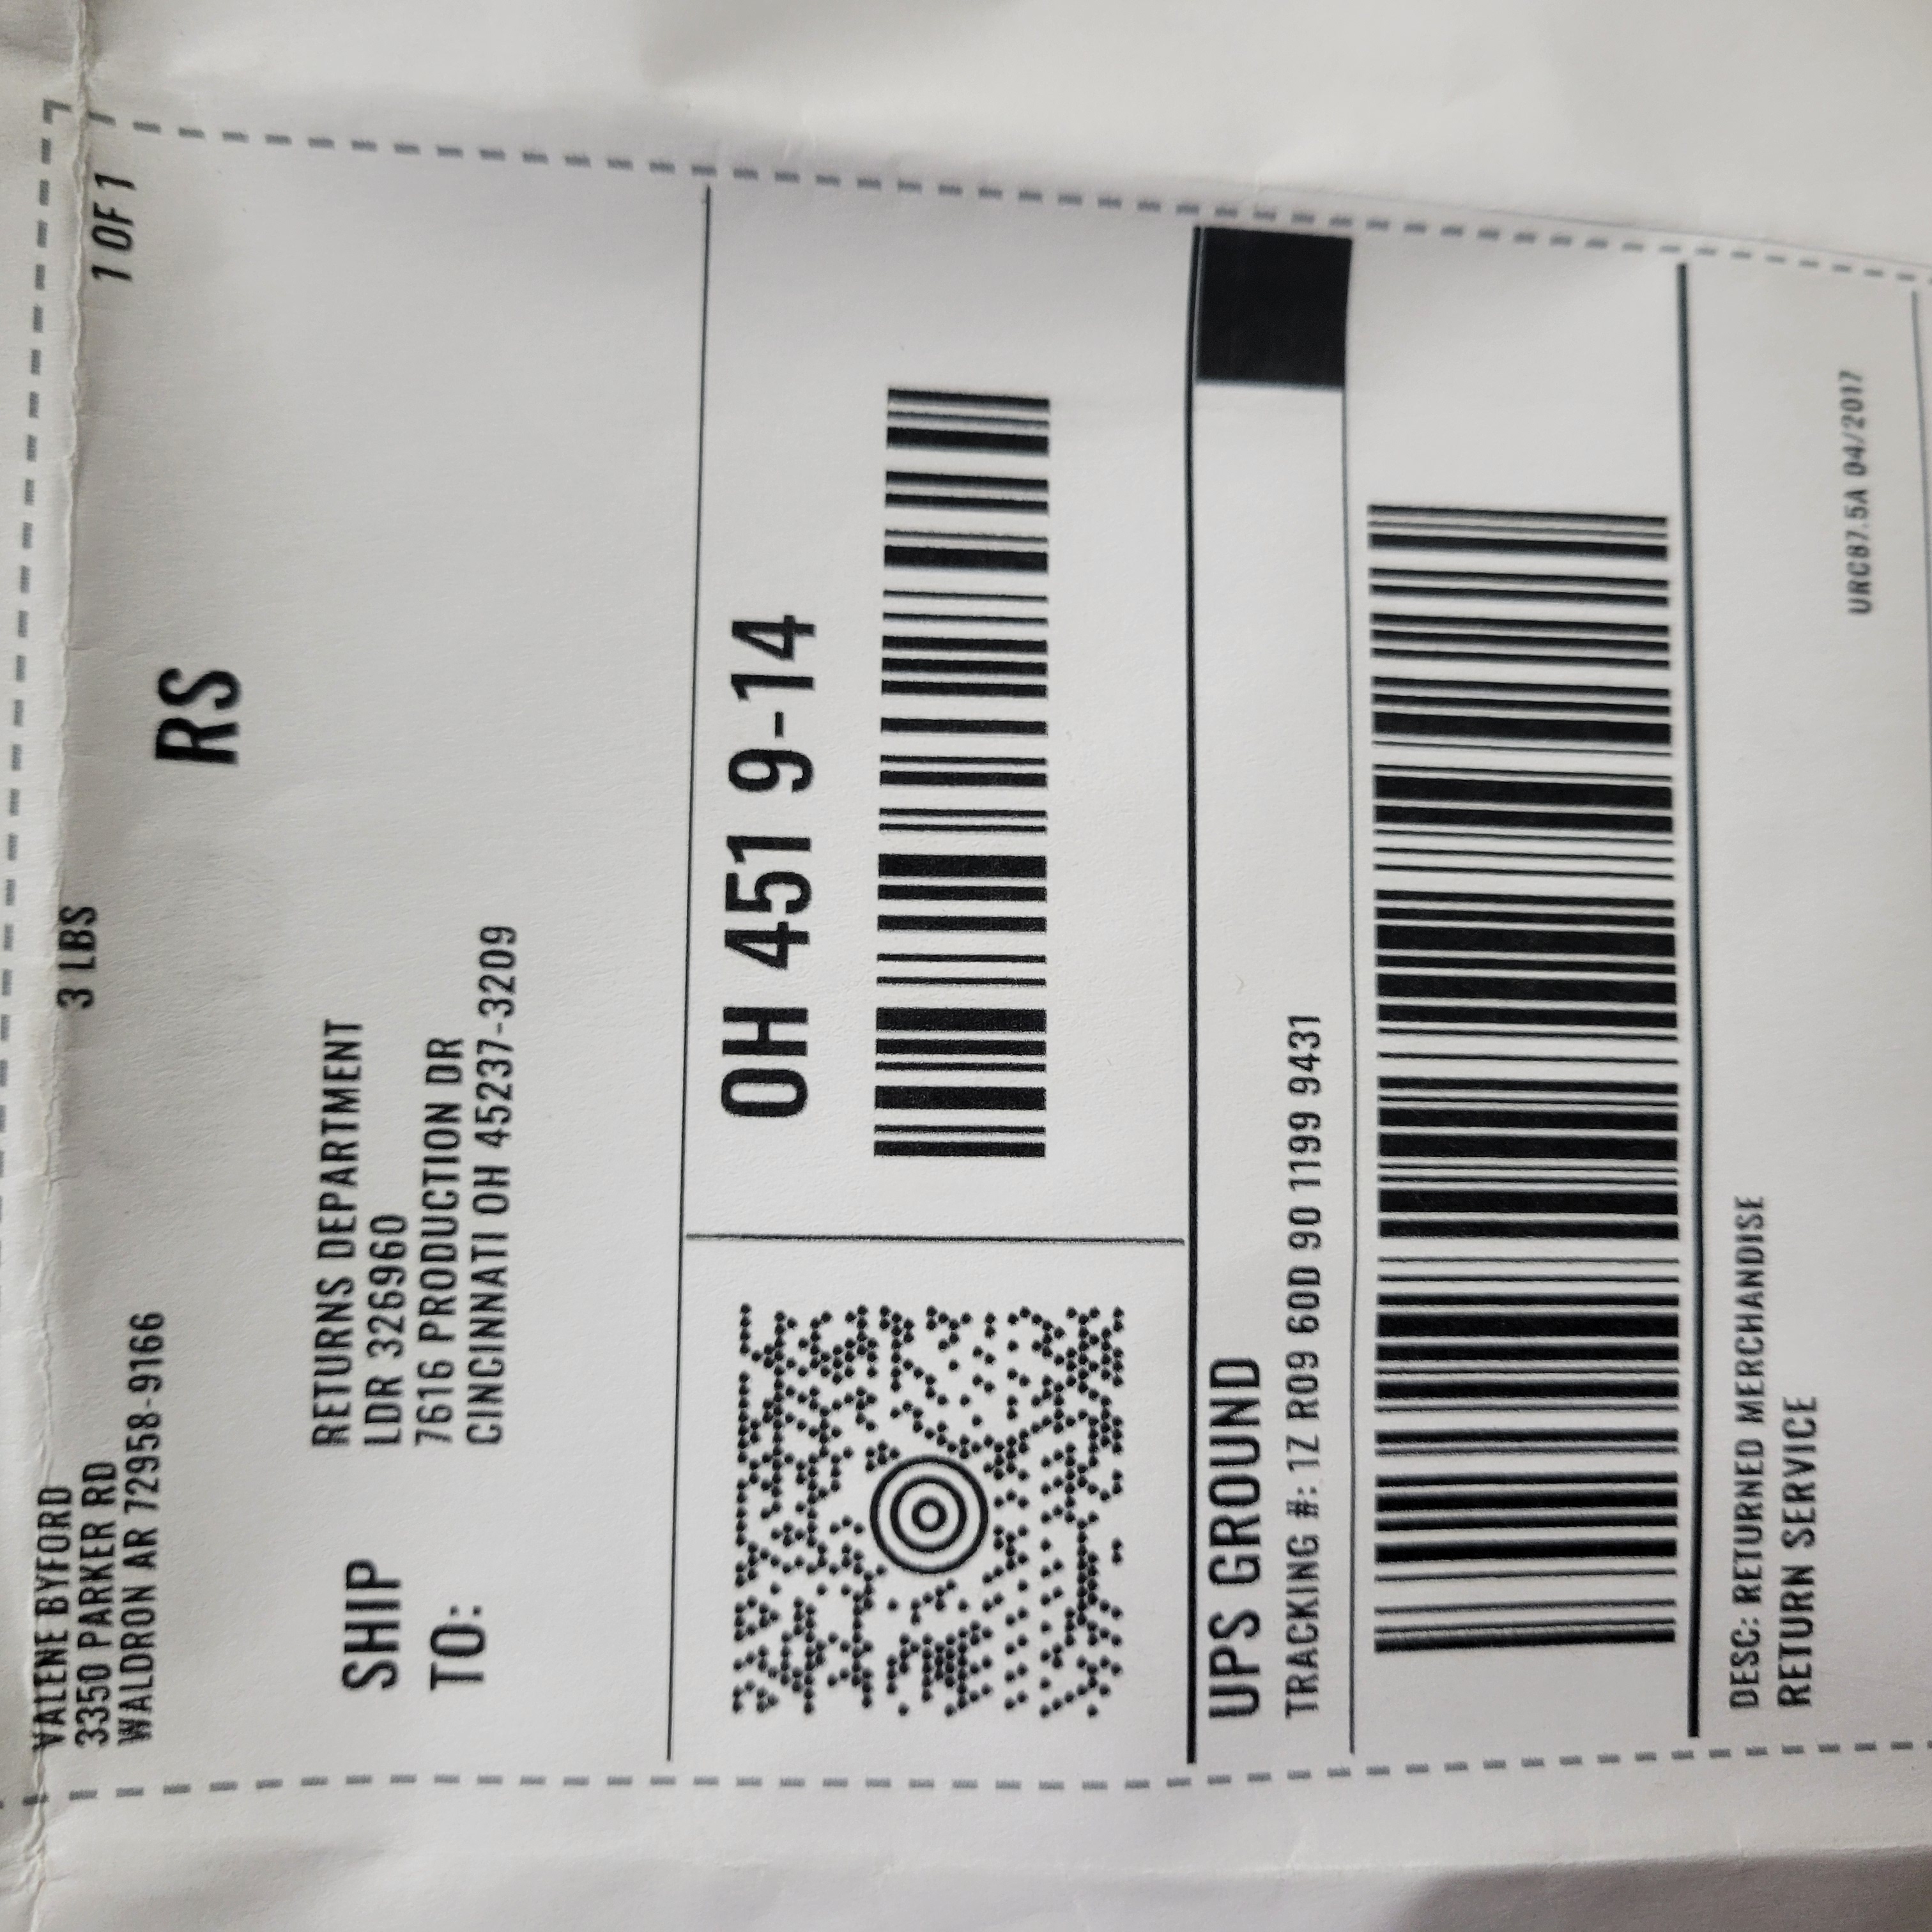 VALENE BYFORD
3350 PARKER RD
WALDRON AR 72958-9166
3 LBS
1 OF 1
RS
SHIP
TO:
RETURNS DEPARTMENT
LDR 3269960
7616 PRODUCTION DR
CINCINNATI OH 45237-3209
OH 451 9-14
UPS GROUND
TRACKING #: 1Z R09 60D 90 1199 9431
DESC: RETURNED MERCHANDISE
RETURN SERVICE
URC87.5A 04/2017